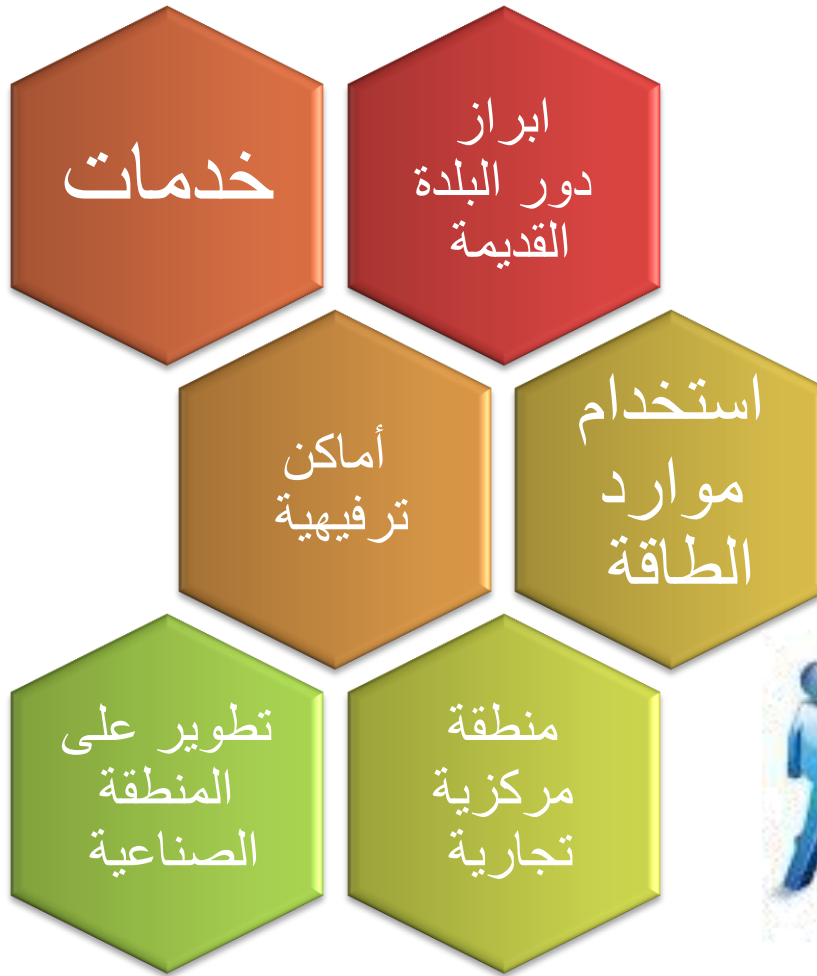 ابراز
دور البلدة
القديمة
خدمات
استخدام
موارد
الطاقة
أماكن
ترفيهية
منطقة
مركزية
تجارية
تطوير على
المنطقة
الصناعية